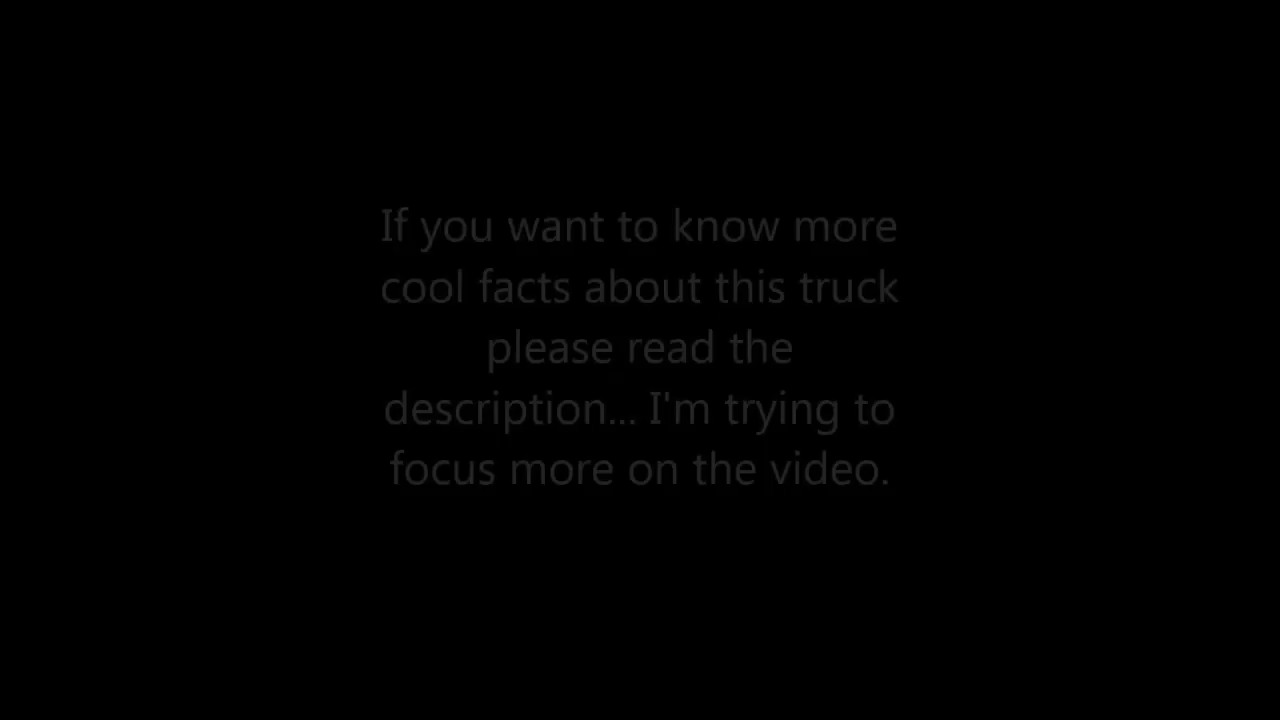 If you want to know more
cool facts about this truck
please read the
description... I'm trying to
focus more on the video.